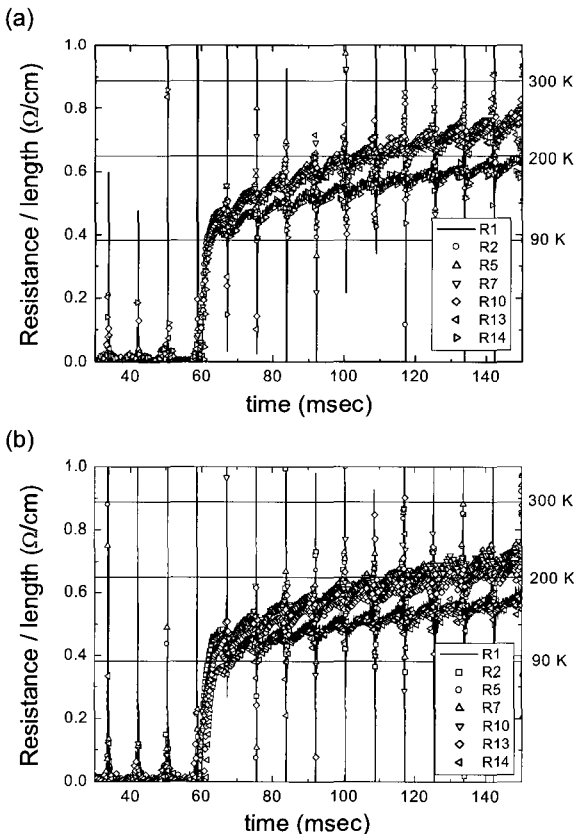 (a)
Resistance / length (Ω/cm)
1.0
0.8
0.6
0.4
0.2
0.0
300 K
200 K
90 K
R1
R2
R5
R7
R10
R13
R14
40 60 80 100 120 140
time (msec)
(b)
Resistance / length (Ω/cm)
1.0
0.8
0.6
0.4
0.2
0.0
300 K
200 K
90 K
R1
R2
R5
R7
R10
R13
R14
40 60 80 100 120 140
time (msec)